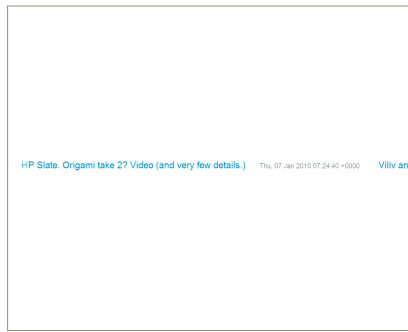 HP Slate. Origami take 2? Video (and very few details.) Thu, 07 Jan 2010 07:24:40 +0000 Viliv an